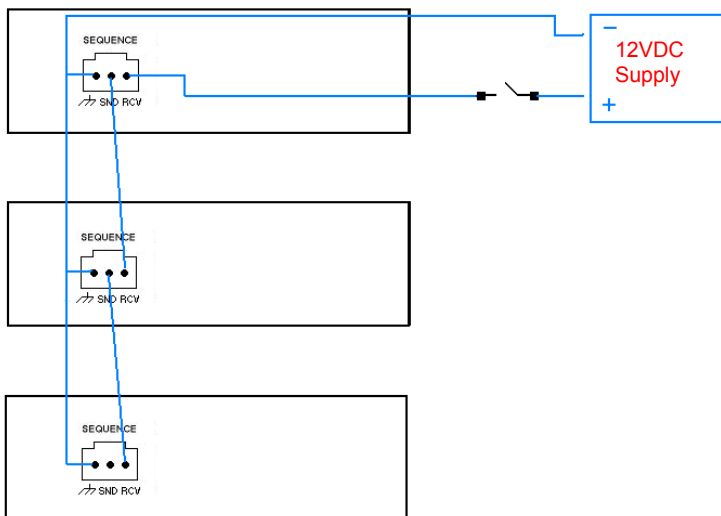 SEQUENCE
SND RCV
−
12VDC
Supply
+
SEQUENCE
SND RCV
SEQUENCE
SND RCV